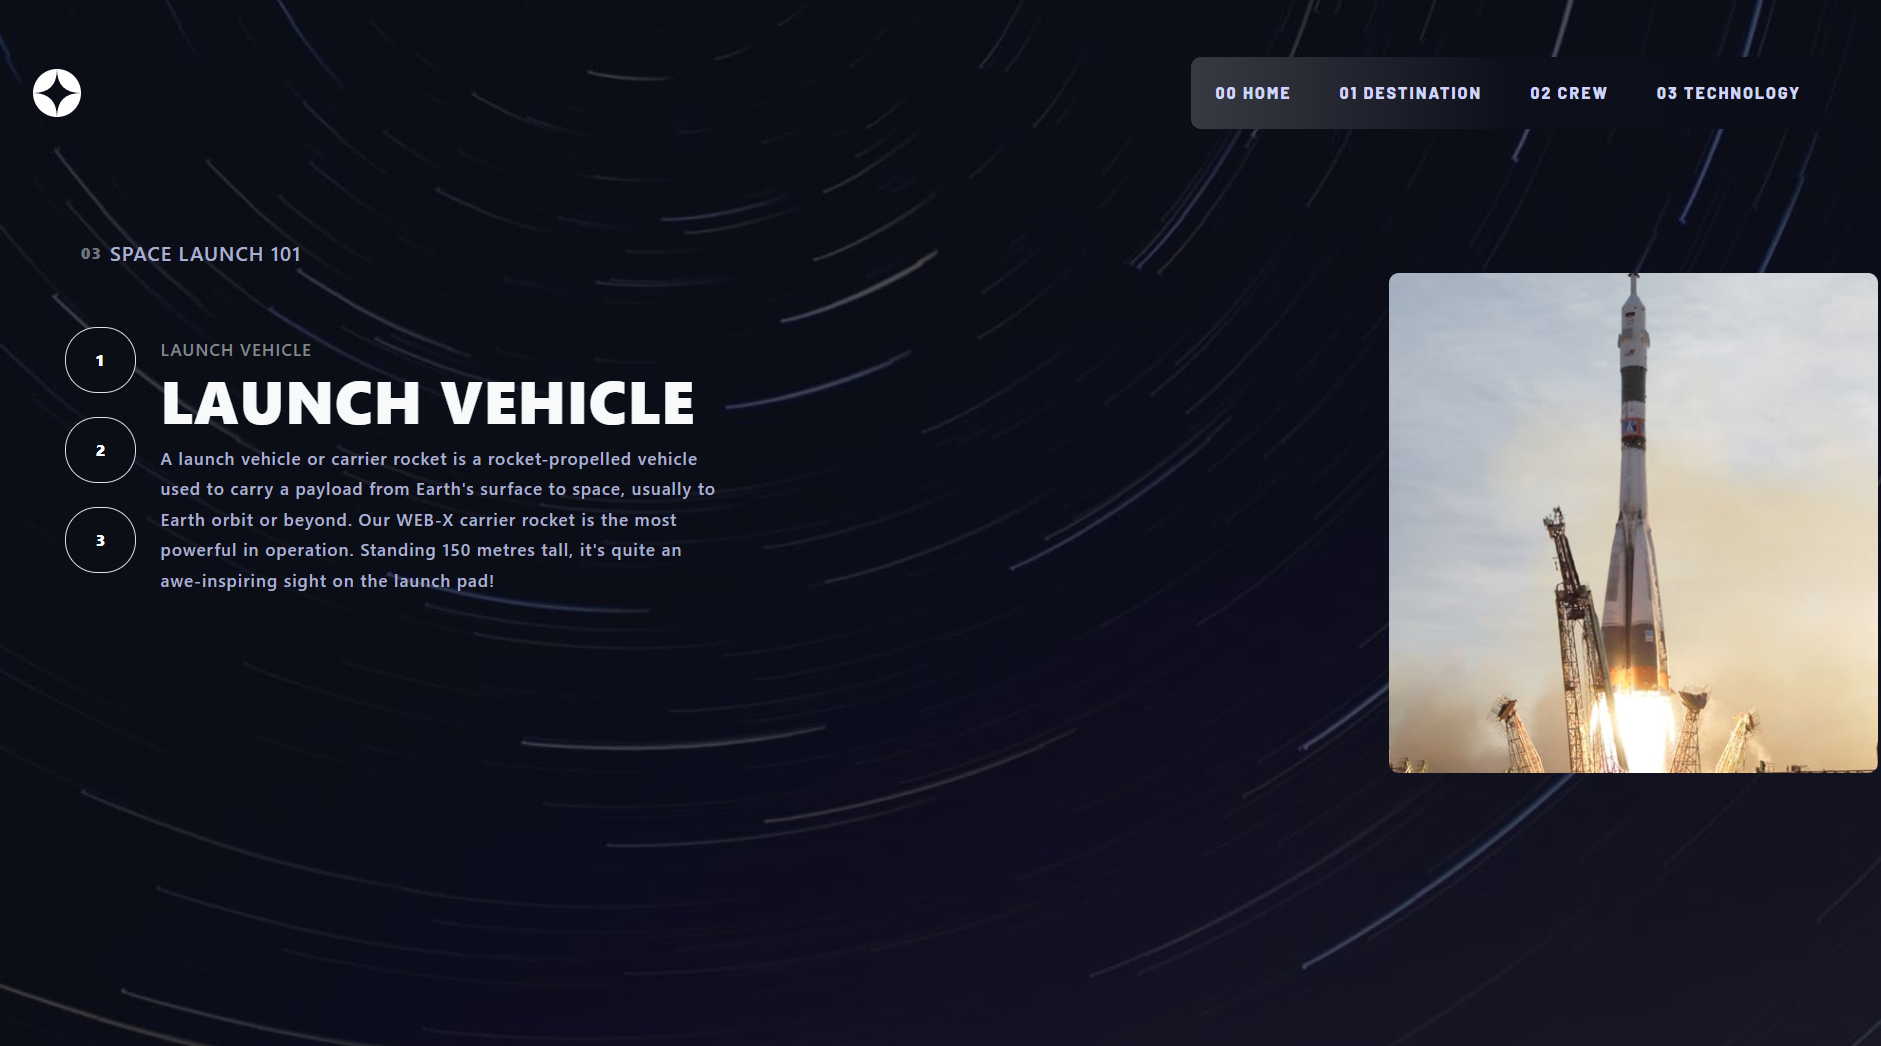 00 HOME 01 DESTINATION 02 CREW 03 TECHNOLOGY
03 SPACE LAUNCH 101
1
2
3
LAUNCH VEHICLE
LAUNCH VEHICLE
A launch vehicle or carrier rocket is a rocket-propelled vehicle
used to carry a payload from Earth's surface to space, usually to
Earth orbit or beyond. Our WEB-X carrier rocket is the most
powerful in operation. Standing 150 metres tall, it's quite an
awe-inspiring sight on the launch pad!